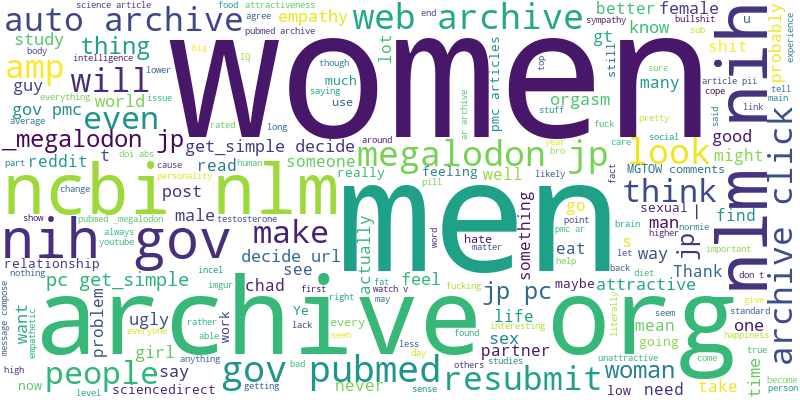 science article
food
attractiveness
auto archive
agree
empathy
web archive
end
better
female
bullshit
u
pubmed archive
sympathy
know
sub
study
thing
women
lot
gt
shit
probably
body
intelligence
big
IQ
still
top
nih
experience
amp
will
lower
though
many
article pii
guy
everything
issue
saying
much
use
orgasm
sure
cope
pmc articles
stuff
pretty
tell
main
gov pmc
world
even
rated
long
ar archive
fuck
said
link
average
_megalodon jp
get_simple decide
around
year
bro
care
social
good
click
part
reddit
t
doi abs
cause
human
someone
megalodon jp
look
might
ncbi nlm
read
really
feeling
well
fact
MGTOW comments
change
personality
post
pill
likely
go
think
men
nlm
find
show
pubmed _megalodon
male
testosterone
actually
point
pmc ar
brain
sexual
|
man
higher
normie
always
youtube
word
hate
matter
something
s
let
way
jp
important
nih gov
make
decide url
eat
help
back
diet
Thank
don t
relationship
nothing
incel
see
chad
imgur
first
fat
watch v
fucking
maybe
attractive
archive click
message compose
want
empathetic
pc get_simple
feel
jp pc
literally
seem
give
standard
problem
rather
able
right
may
Ye
lack
every
seen
found
interesting
life
unattractive
mean
one
happiness
ugly
everyone
work
archive org
sex
going
come
true
girl
anything
less
day
others
studies
partner
woman
time
become
person
high
people
say
gov pubmed
resubmit
now
level
sciencedirect
getting
bad
never
sense
low
need
take